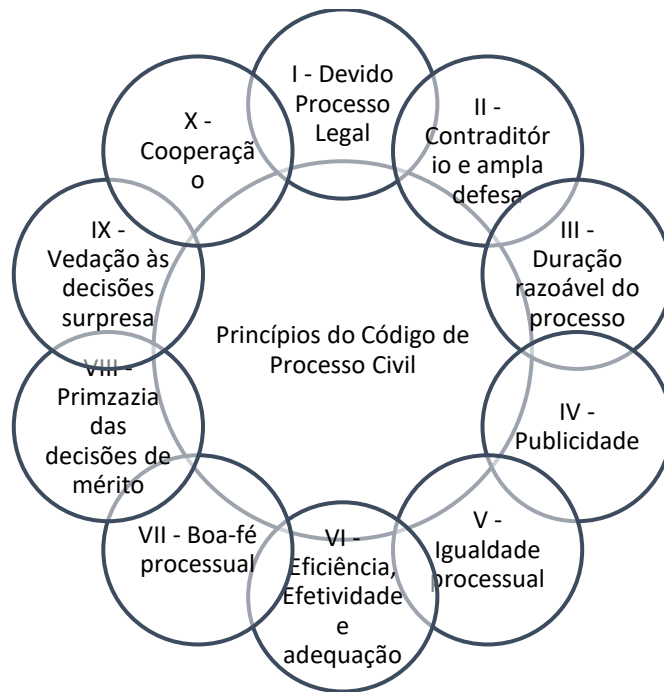 I - Devido
Processo
Legal
II -
Contraditór
io e ampla
defesa
III -
Duração
razoável do
processo
IV -
Publicidade
V -
Igualdade
processual
VI -
Eficiência,
Efetividade
e
adequação
VII - Boa-fé
processual
VIII -
Primzazia
das
decisões de
mérito
IX -
Vedação às
decisões
surpresa
X -
Cooperaçã
o
Princípios do Código de
Processo Civil